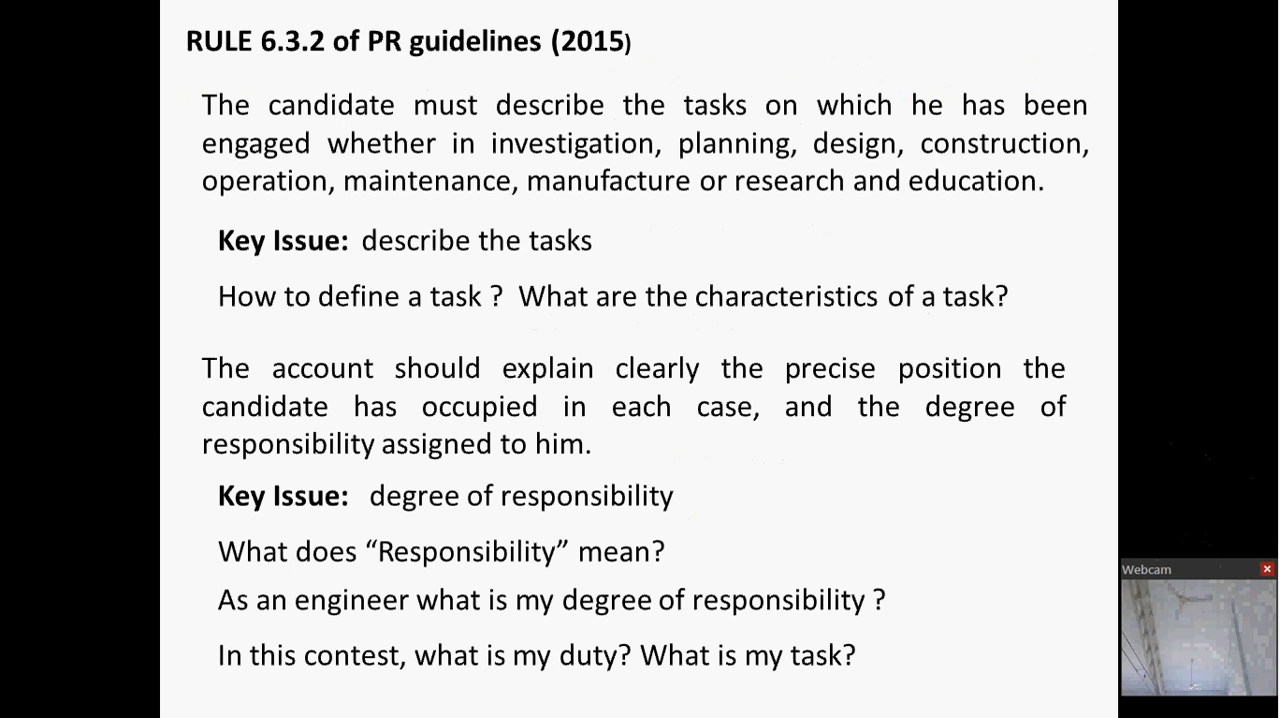 RULE 6.3.2 of PR guidelines (2015)
The candidate must describe the tasks on which he has been
engaged whether in investigation, planning, design, construction,
operation, maintenance, manufacture or research and education.
Key Issue: describe the tasks
How to define a task ? What are the characteristics of a task?
The account should explain clearly the precise position the
candidate has occupied in each case, and the degree of
responsibility assigned to him.
Key Issue: degree of responsibility
What does “Responsibility” mean?
As an engineer what is my degree of responsibility ?
In this contest, what is my duty? What is my task?
Webcam